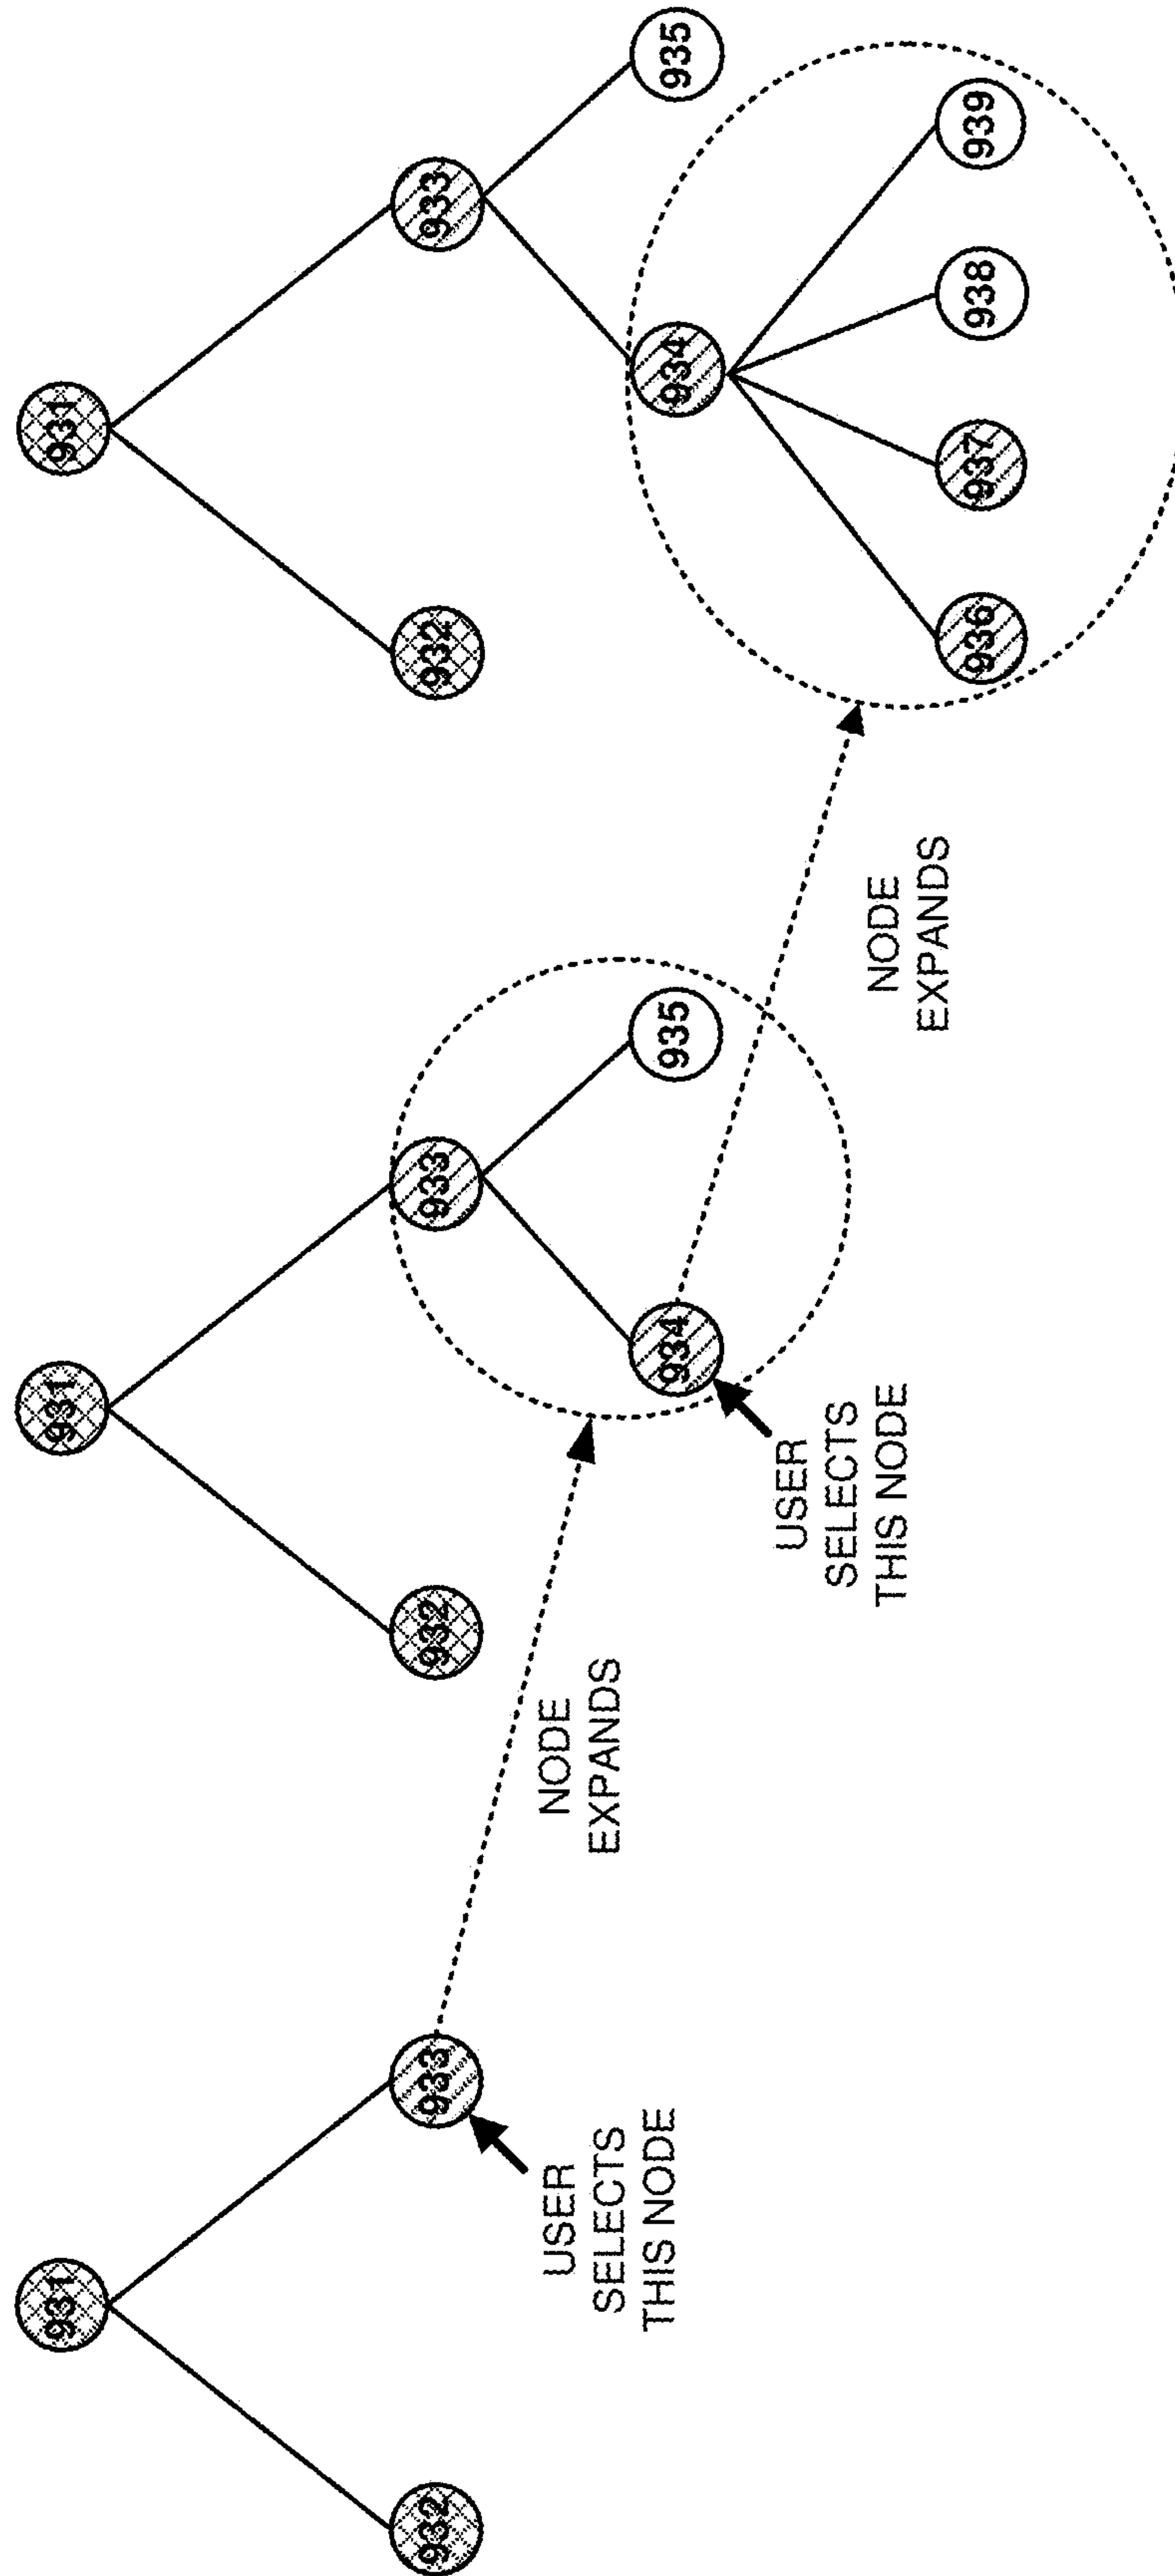 931
932
933
USER
SELECTS
THIS NODE
NODE
EXPANDS
931
932
933
934
935
USER
SELECTS
THIS NODE
NODE
EXPANDS
931
932
933
934
935
936
937
938
939